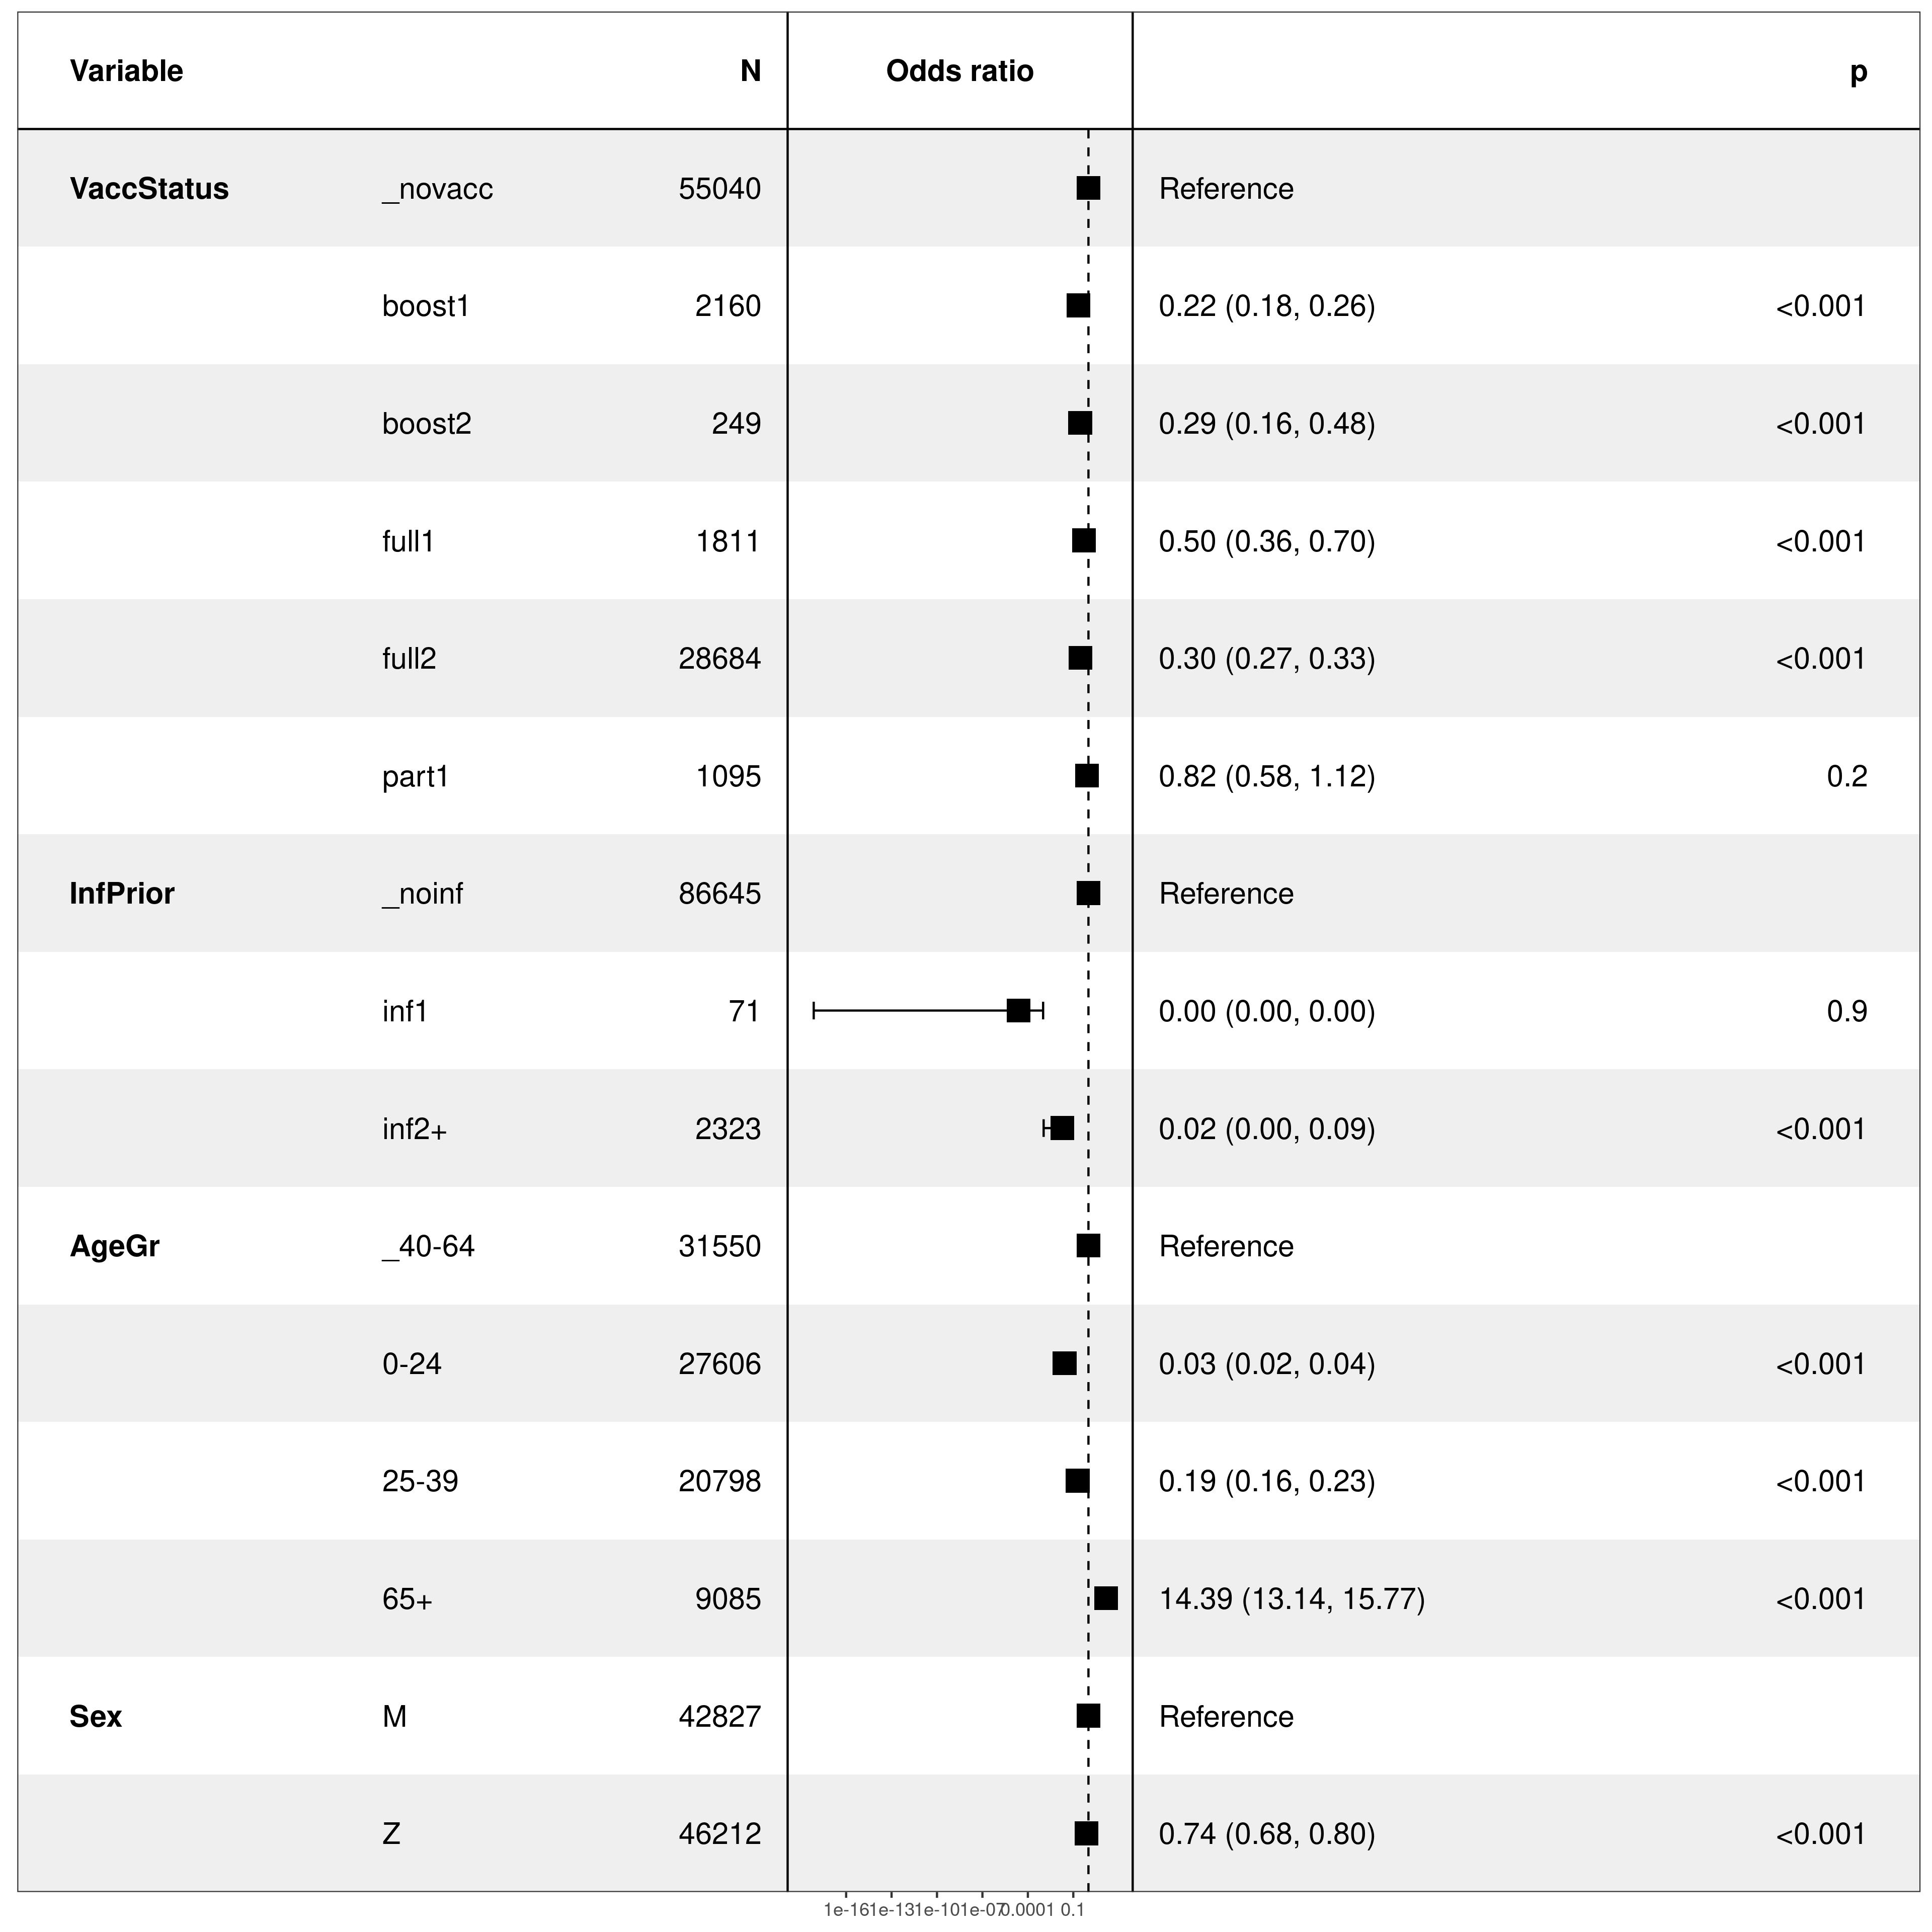 Variable N Odds ratio p
VaccStatus _novacc 55040 Reference
boost1 2160 0.22 (0.18, 0.26) <0.001
boost2 249 0.29 (0.16, 0.48) <0.001
full1 1811 0.50 (0.36, 0.70) <0.001
full2 28684 0.30 (0.27, 0.33) <0.001
part1 1095 0.82 (0.58, 1.12) 0.2
InfPrior _noinf 86645 Reference
inf1 71 0.00 (0.00, 0.00) 0.9
inf2+ 2323 0.02 (0.00, 0.09) <0.001
AgeGr _40-64 31550 Reference
0-24 27606 0.03 (0.02, 0.04) <0.001
25-39 20798 0.19 (0.16, 0.23) <0.001
65+ 9085 14.39 (13.14, 15.77) <0.001
Sex M 42827 Reference
Z 46212 0.74 (0.68, 0.80) <0.001
1e-16 1e-13 1e-10 1e-07 0.0001 0.1